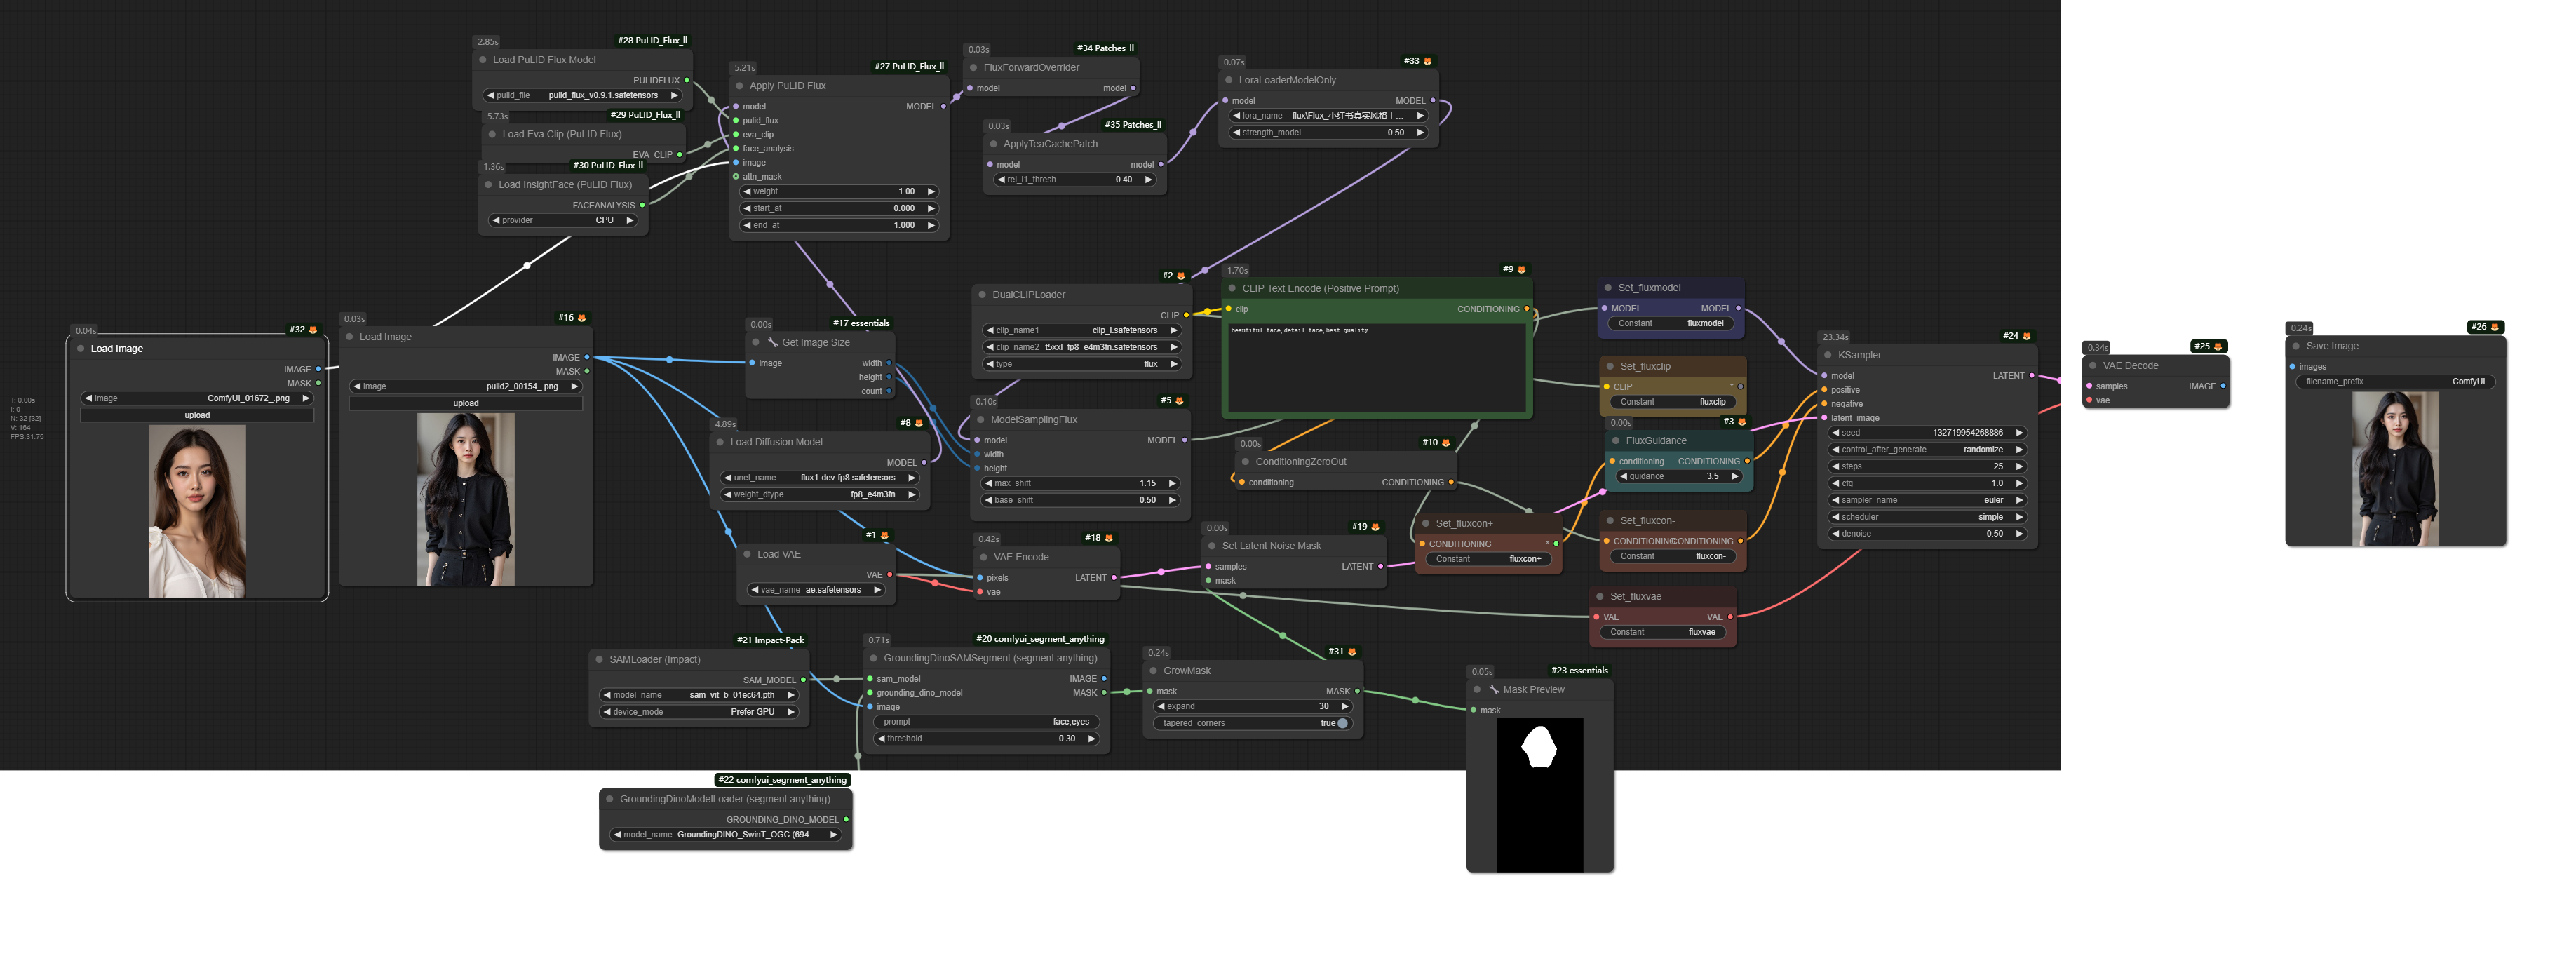 2.85s
#28 PuLID_Flux_ll
Load PuLID Flux Model
PULIDFLUX
pulid_file pulid_flux_v0.9.1.safetensors
5.73s
#29 PuLID_Flux_ll
Load Eva Clip (PuLID Flux)
EVA_CLIP
1.36s
#30 PuLID_Flux_ll
Load InsightFace (PuLID Flux)
FACEANALYSIS
provider CPU
5.21s
#27 PuLID_Flux_ll
Apply PuLID Flux
model MODEL
pulid_flux
eva_clip
face_analysis
image
attn_mask
weight 1.00
start_at 0.000
end_at 1.000
0.03s
#34 Patches_ll
FluxForwardOverrider
model model
0.03s
#35 Patches_ll
ApplyTeaCachePatch
model model
rel_l1_thresh 0.40
0.07s
#33
LoraLoaderModelOnly
model MODEL
lora_name flux\Flux_小红书真实风格丨...
strength_model 0.50
T: 0.00s
I: 0
N: 32 [32]
V: 164
FPS:31.75
0.04s
#32
Load Image
IMAGE
MASK
image ComfyUI_01672_.png
upload
0.03s
#16
Load Image
IMAGE
MASK
image pulid2_00154_.png
upload
0.00s
#17 essentials
Get Image Size
image width
height
count
4.89s
#8
Load Diffusion Model
MODEL
unet_name flux1-dev-fp8.safetensors
weight_dtype fp8_e4m3fn
#1
Load VAE
VAE
vae_name ae.safetensors
#2
DualCLIPLoader
CLIP
clip_name1 clip_l.safetensors
clip_name2 t5xxl_fp8_e4m3fn.safetensors
type flux
0.10s
#5
ModelSamplingFlux
model MODEL
width
height
max_shift 1.15
base_shift 0.50
0.42s
#18
VAE Encode
pixels LATENT
vae
1.70s
#9
CLIP Text Encode (Positive Prompt)
clip CONDITIONING
beautiful face,detail face,best quality
0.00s
#10
ConditioningZeroOut
conditioning CONDITIONING
0.00s
#19
Set Latent Noise Mask
samples LATENT
mask
Set_fluxcon+
CONDITIONING *
Constant fluxcon+
Set_fluxmodel
MODEL MODEL
Constant fluxmodel
Set_fluxclip
CLIP *
Constant fluxclip
0.00s
#3
FluxGuidance
conditioning CONDITIONING
guidance 3.5
Set_fluxcon-
CONDITIONING CONDITIONING
Constant fluxcon-
Set_fluxvae
VAE VAE
Constant fluxvae
23.34s
#24
KSampler
model LATENT
positive
negative
latent_image
seed 132719954268886
control_after_generate randomize
steps 25
cfg 1.0
sampler_name euler
scheduler simple
denoise 0.50
0.34s
#25
VAE Decode
samples IMAGE
vae
0.24s
#26
Save Image
images
filename_prefix ComfyUI
#21 Impact-Pack
SAMLoader (Impact)
SAM_MODEL
model_name sam_vit_b_01ec64.pth
device_mode Prefer GPU
0.71s
#20 comfyui_segment_anything
GroundingDinoSAMSegment (segment anything)
sam_model IMAGE
grounding_dino_model MASK
image
prompt face,eyes
threshold 0.30
0.24s
#31
GrowMask
mask MASK
expand 30
tapered_corners true
0.05s
#23 essentials
Mask Preview
mask
#22 comfyui_segment_anything
GroundingDinoModelLoader (segment anything)
GROUNDING_DINO_MODEL
model_name GroundingDINO_SwinT_OGC (694...